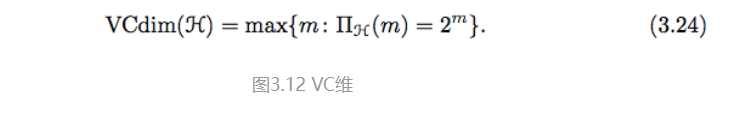 VCdim(ℋ) = max{m: Π_ℋ(m) = 2^m}. (3.24)
图3.12 VC维